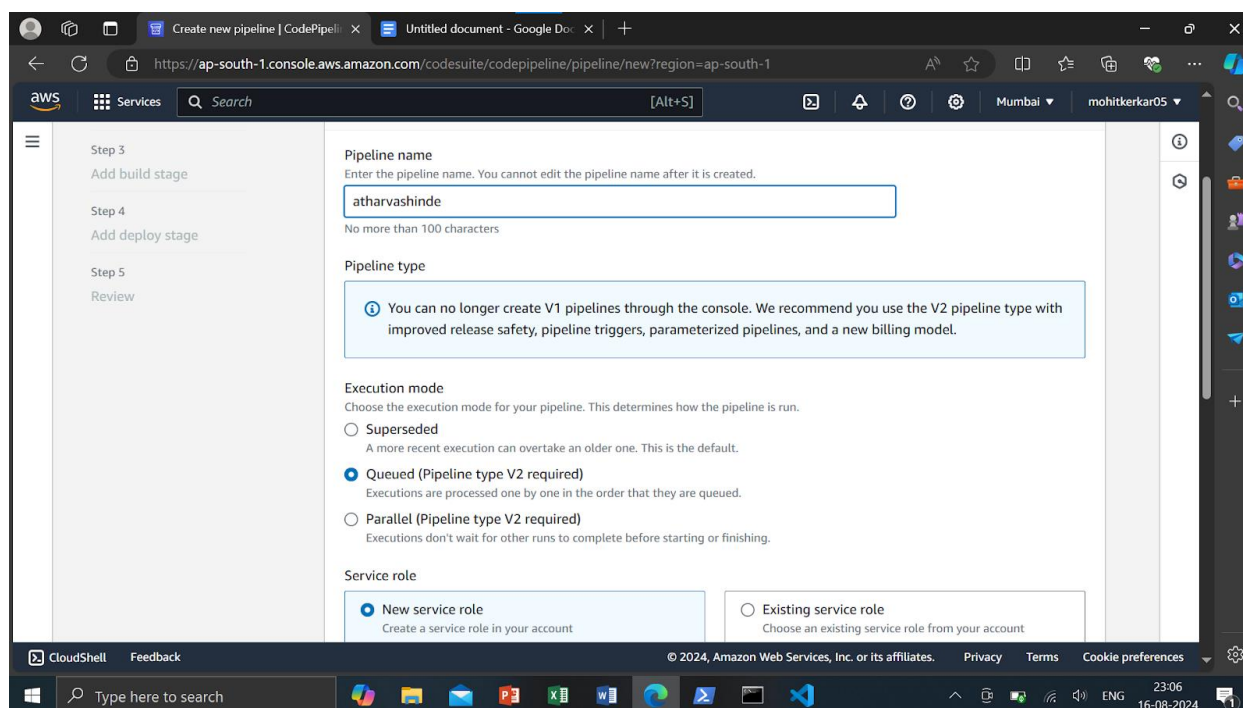 Create new pipeline | CodePipeli
Untitled document - Google Doc
https://ap-south-1.console.aws.amazon.com/codesuite/codepipeline/pipeline/new?region=ap-south-1
aws
Services
Search
[Alt+S]
Mumbai
mohitkerkar05
Step 3
Add build stage
Step 4
Add deploy stage
Step 5
Review
Pipeline name
Enter the pipeline name. You cannot edit the pipeline name after it is created.
atharvashinde
No more than 100 characters
Pipeline type
You can no longer create V1 pipelines through the console. We recommend you use the V2 pipeline type with
improved release safety, pipeline triggers, parameterized pipelines, and a new billing model.
Execution mode
Choose the execution mode for your pipeline. This determines how the pipeline is run.
Superseded
A more recent execution can overtake an older one. This is the default.
Queued (Pipeline type V2 required)
Executions are processed one by one in the order that they are queued.
Parallel (Pipeline type V2 required)
Executions don't wait for other runs to complete before starting or finishing.
Service role
New service role
Create a service role in your account
Existing service role
Choose an existing service role from your account
CloudShell
Feedback
© 2024, Amazon Web Services, Inc. or its affiliates.
Privacy
Terms
Cookie preferences
Type here to search
ENG
23:06
16-08-2024